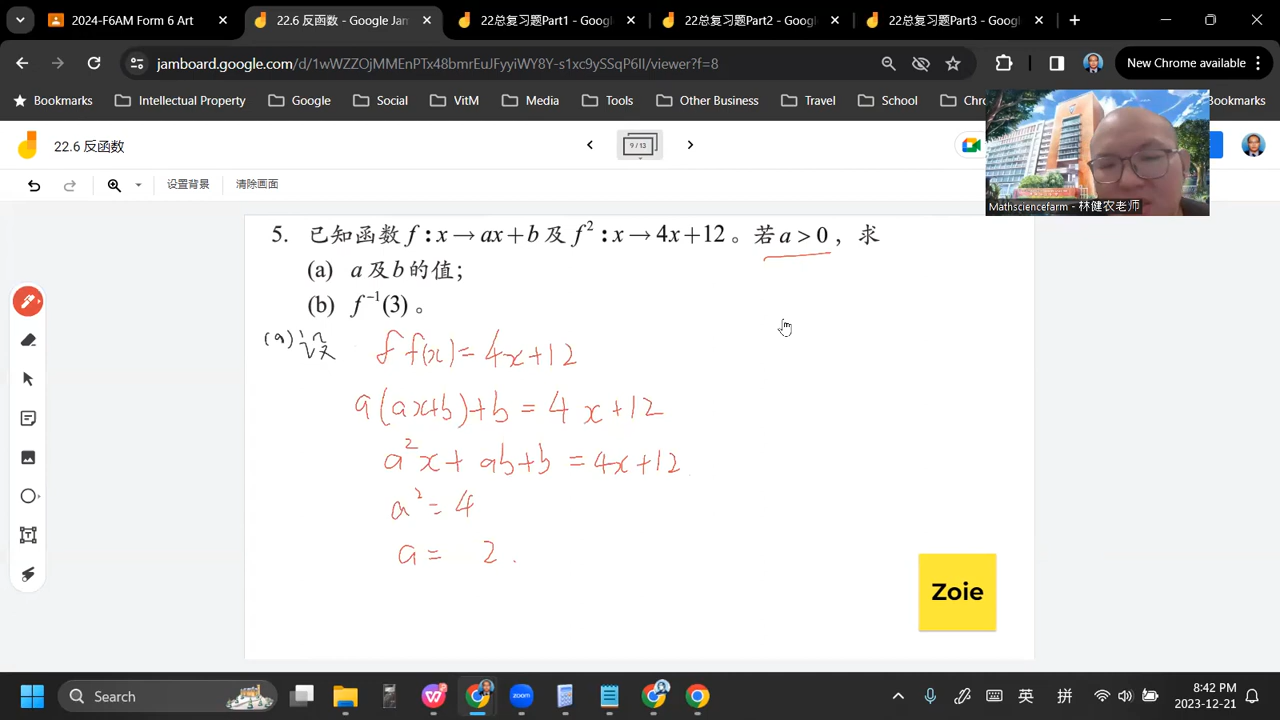 2024-F6AM Form 6 Art
22.6 反函数 - Google Jam
22总复习题Part1 - Goog
22总复习题Part2 - Googl
22总复习题Part3 - Googl
jamboard.google.com/d/1wWZZOjMMEnPTx48bmrEuJFyyiWY8Y-s1xc9ySSqP6lI/viewer?f=8
New Chrome available
Bookmarks
Intellectual Property
Google
Social
VitM
Media
Tools
Other Business
Travel
School
Bookmarks
22.6 反函数
9 / 13
设置背景
清除画面
Mathsciencefarm - 林健农老师
5. 已知函数 f : x → ax + b 及 f² : x → 4x + 12 。若 a > 0 ，求
(a) a 及 b 的值；
(b) f⁻¹(3) 。
(a) 设 f f(x) = 4x+12
a(ax+b)+b = 4x+12
a²x + ab+b = 4x+12
a² = 4
a = 2 .
Zoie
Search
英
拼
8:42 PM
2023-12-21